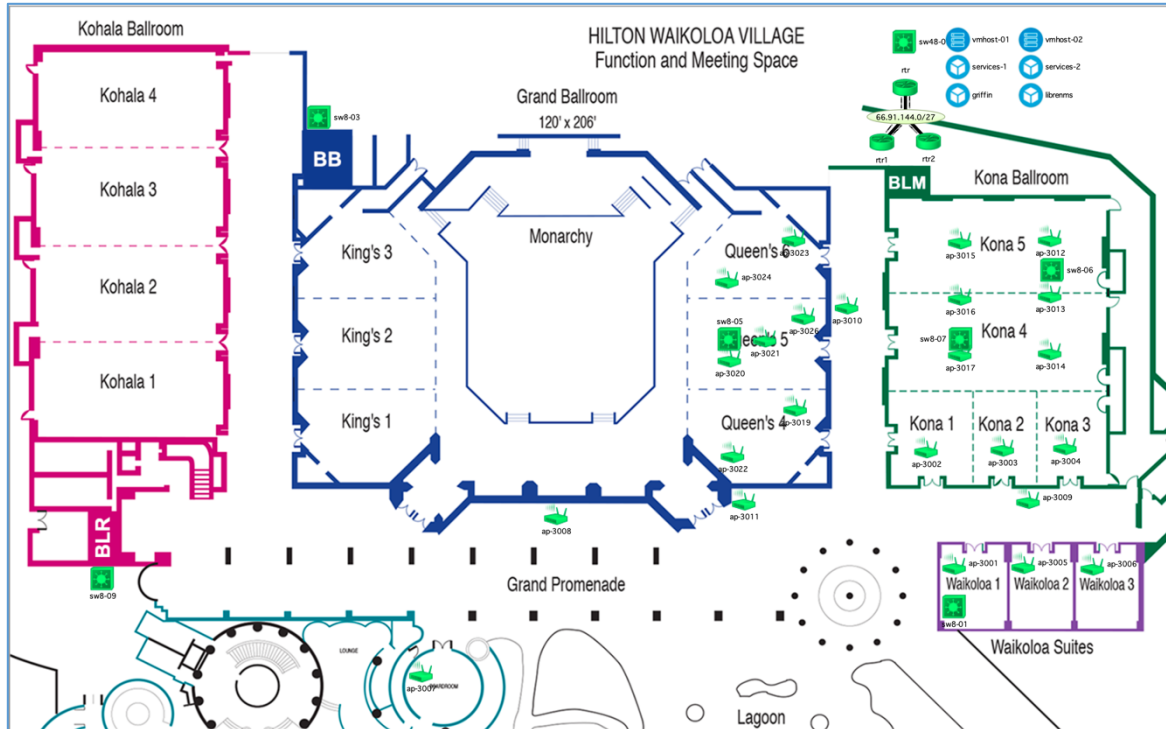 Kohala Ballroom
HILTON WAIKOLOA VILLAGE
Function and Meeting Space
sw48-0
vmhost-01
vmhost-02
rtr
services-1
services-2
griffin
librenms
66.91.144.0/27
rtr1
rtr2
Kohala 4
Kohala 3
Kohala 2
Kohala 1
BLR
sw8-09
sw8-03
BB
Grand Ballroom
120' x 206'
Monarchy
King's 3
King's 2
King's 1
Queen's 6
ap-3023
ap-3024
sw8-05
ap-3026
ap-3010
5
ap-3021
ap-3020
Queen's 4
ap-3019
ap-3022
ap-3011
ap-3008
BLM
Kona Ballroom
Kona 5
ap-3015
ap-3012
sw8-06
ap-3016
ap-3013
Kona 4
sw8-07
ap-3017
ap-3014
Kona 1
Kona 2
Kona 3
ap-3002
ap-3003
ap-3004
ap-3009
Grand Promenade
ap-3001
ap-3005
ap-3006
Waikoloa 1
Waikoloa 2
Waikoloa 3
sw8-01
Waikoloa Suites
LOUNGE
ap-3007
Lagoon